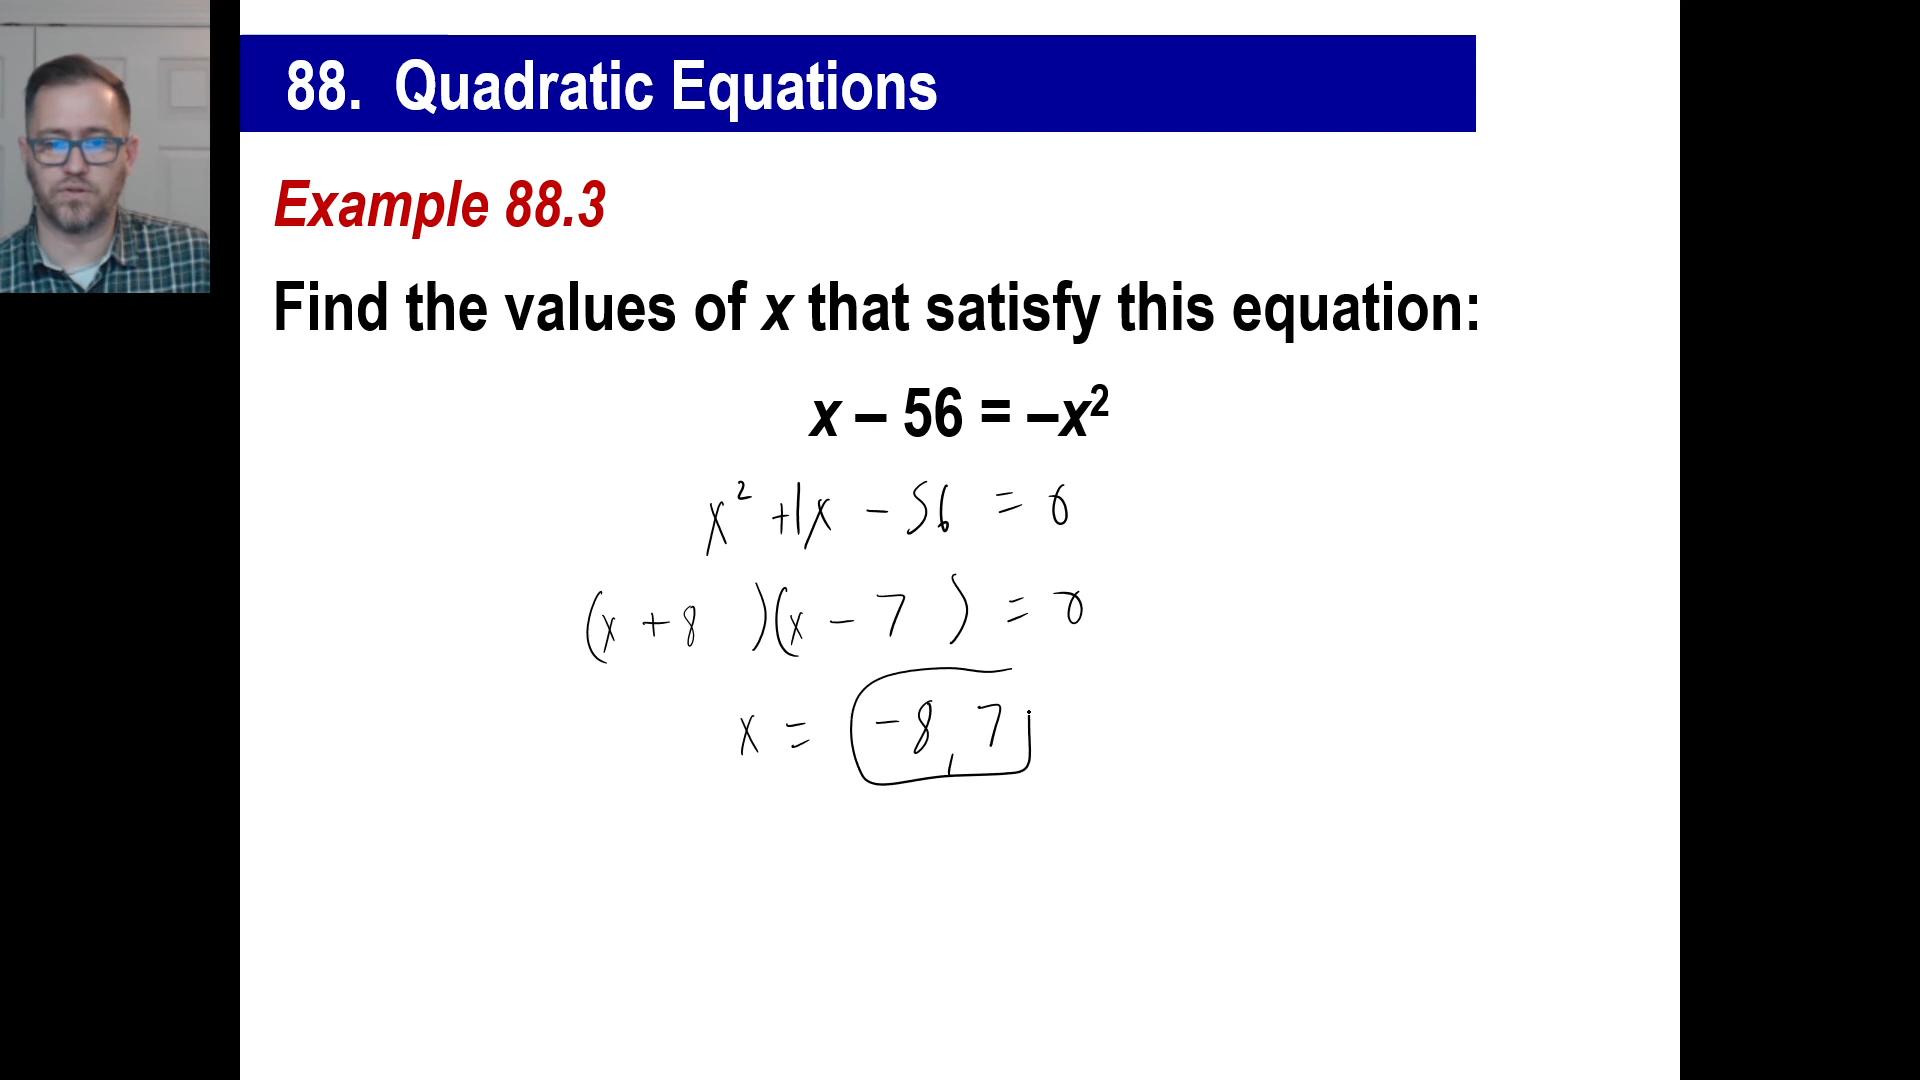 88. Quadratic Equations
Example 88.3
Find the values of x that satisfy this equation:
x – 56 = –x²
x² + 1x - 56 = 0
(x + 8 )(x - 7 ) = 0
x = -8, 7